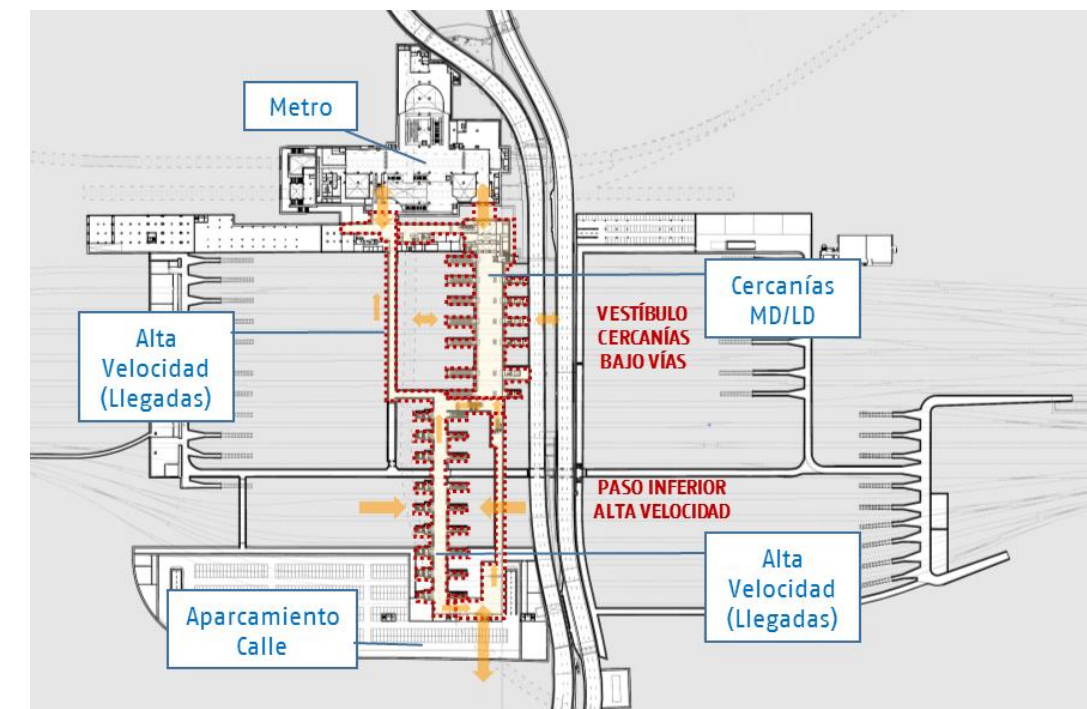 Metro
Cercanías
MD/LD
VESTÍBULO
CERCANÍAS
BAJO VÍAS
Alta
Velocidad
(Llegadas)
PASO INFERIOR
ALTA VELOCIDAD
Alta
Velocidad
(Llegadas)
Aparcamiento
Calle